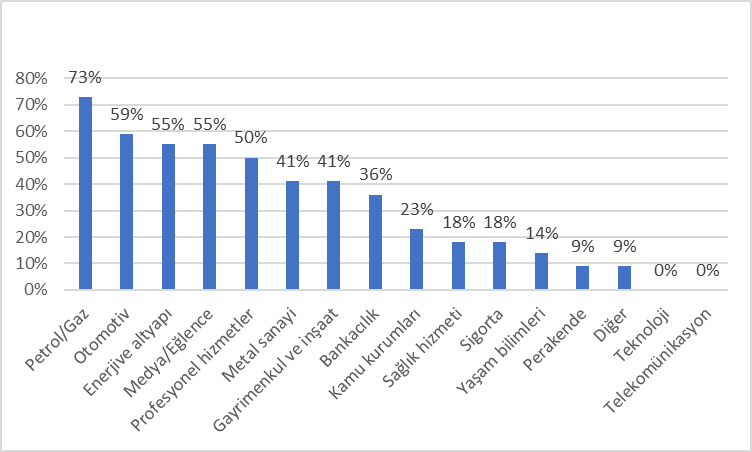 80%
70%
60%
50%
40%
30%
20%
10%
0%
73%
59%
55%
55%
50%
41%
41%
36%
23%
18%
18%
14%
9%
9%
0%
0%
Petrol/Gaz
Otomotiv
Enerjive altyapı
Medya/Eğlence
Profesyonel hizmetler
Metal sanayi
Gayrimenkul ve inşaat
Bankacılık
Kamu kurumları
Sağlık hizmeti
Sigorta
Yaşam bilimleri
Perakende
Diğer
Teknoloji
Telekomünikasyon